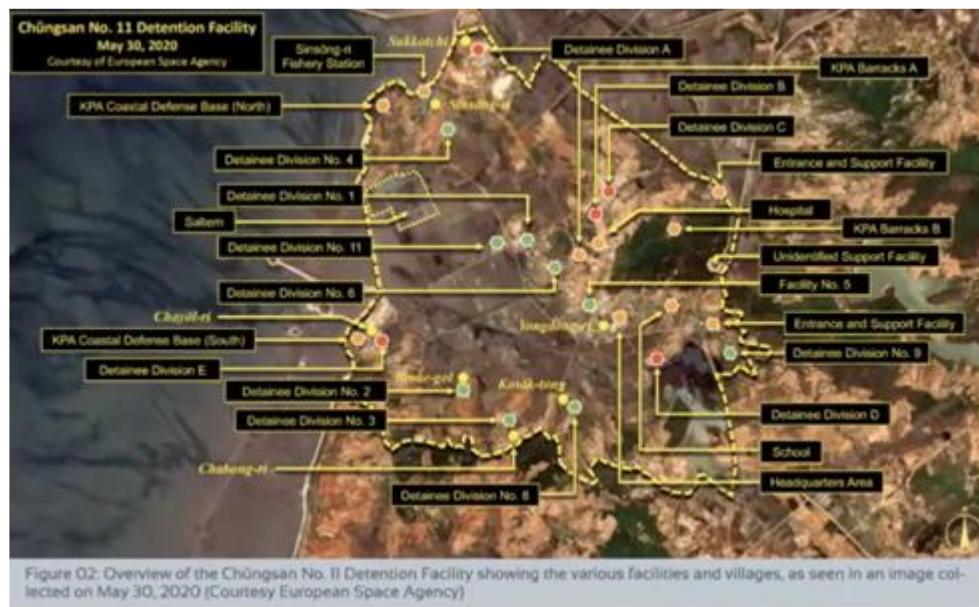 Chŭngsan No. 11 Detention Facility
May 30, 2020
Courtesy of European Space Agency
Sinsŏng-ri
Fishery Station
Sukkotchi
Detainee Division A
KPA Barracks A
Detainee Division B
KPA Coastal Defense Base (North)
Detainee Division C
Detainee Division No. 4
Entrance and Support Facility
Detainee Division No. 1
Hospital
Saltern
KPA Barracks B
Detainee Division No. 11
Unidentified Support Facility
Detainee Division No. 6
Facility No. 5
Entrance and Support Facility
KPA Coastal Defense Base (South)
Detainee Division No. 9
Detainee Division E
Detainee Division No. 2
Detainee Division D
Detainee Division No. 3
School
Headquarters Area
Detainee Division No. 8
Figure 02: Overview of the Chŭngsan No. 11 Detention Facility showing the various facilities and villages, as seen in an image col-
lected on May 30, 2020 (Courtesy European Space Agency)